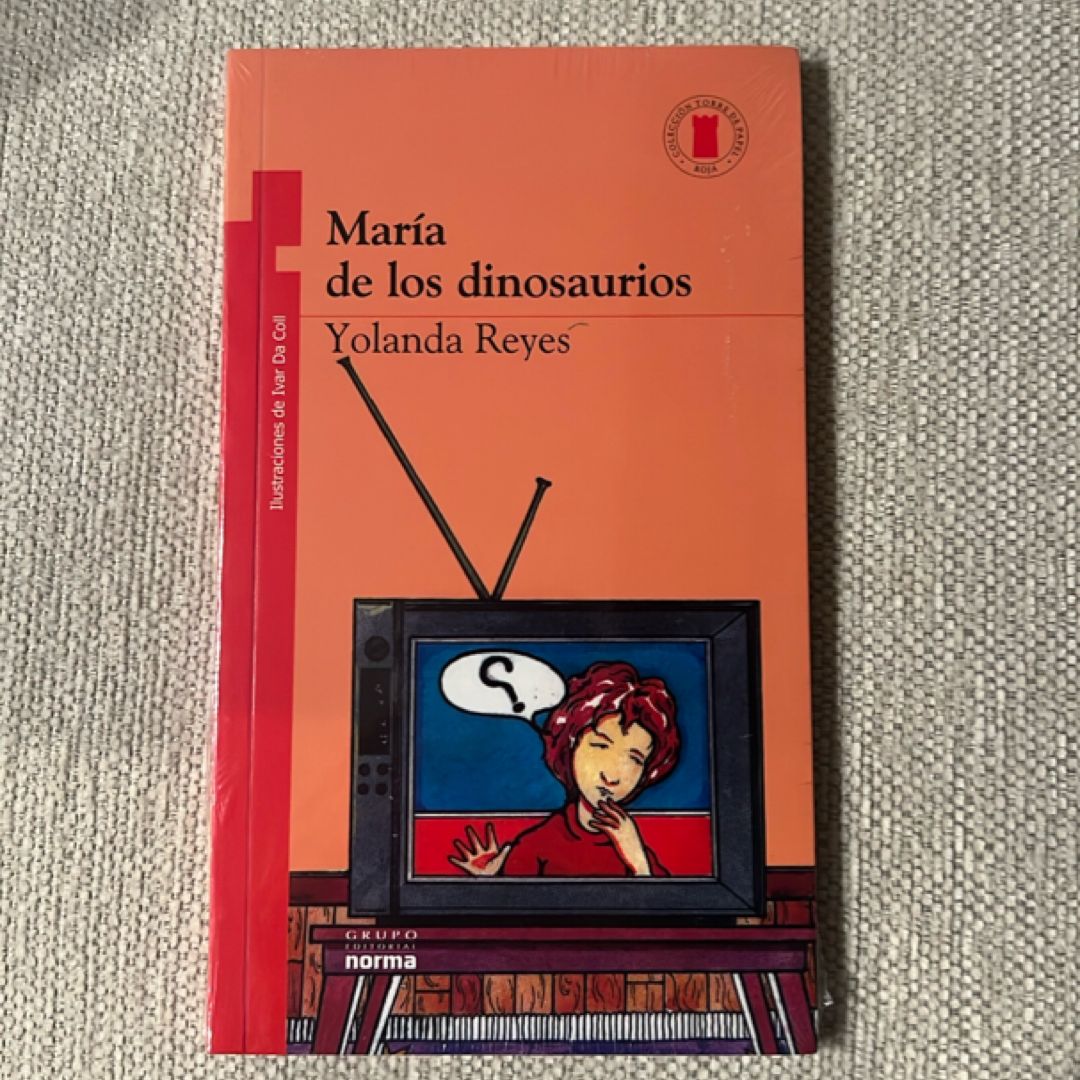 COLECCIÓN TORRE DE PAPEL
ROJA
María
de los dinosaurios
Yolanda Reyes
Ilustraciones de Ivar Da Coll
?
GRUPO
EDITORIAL
norma